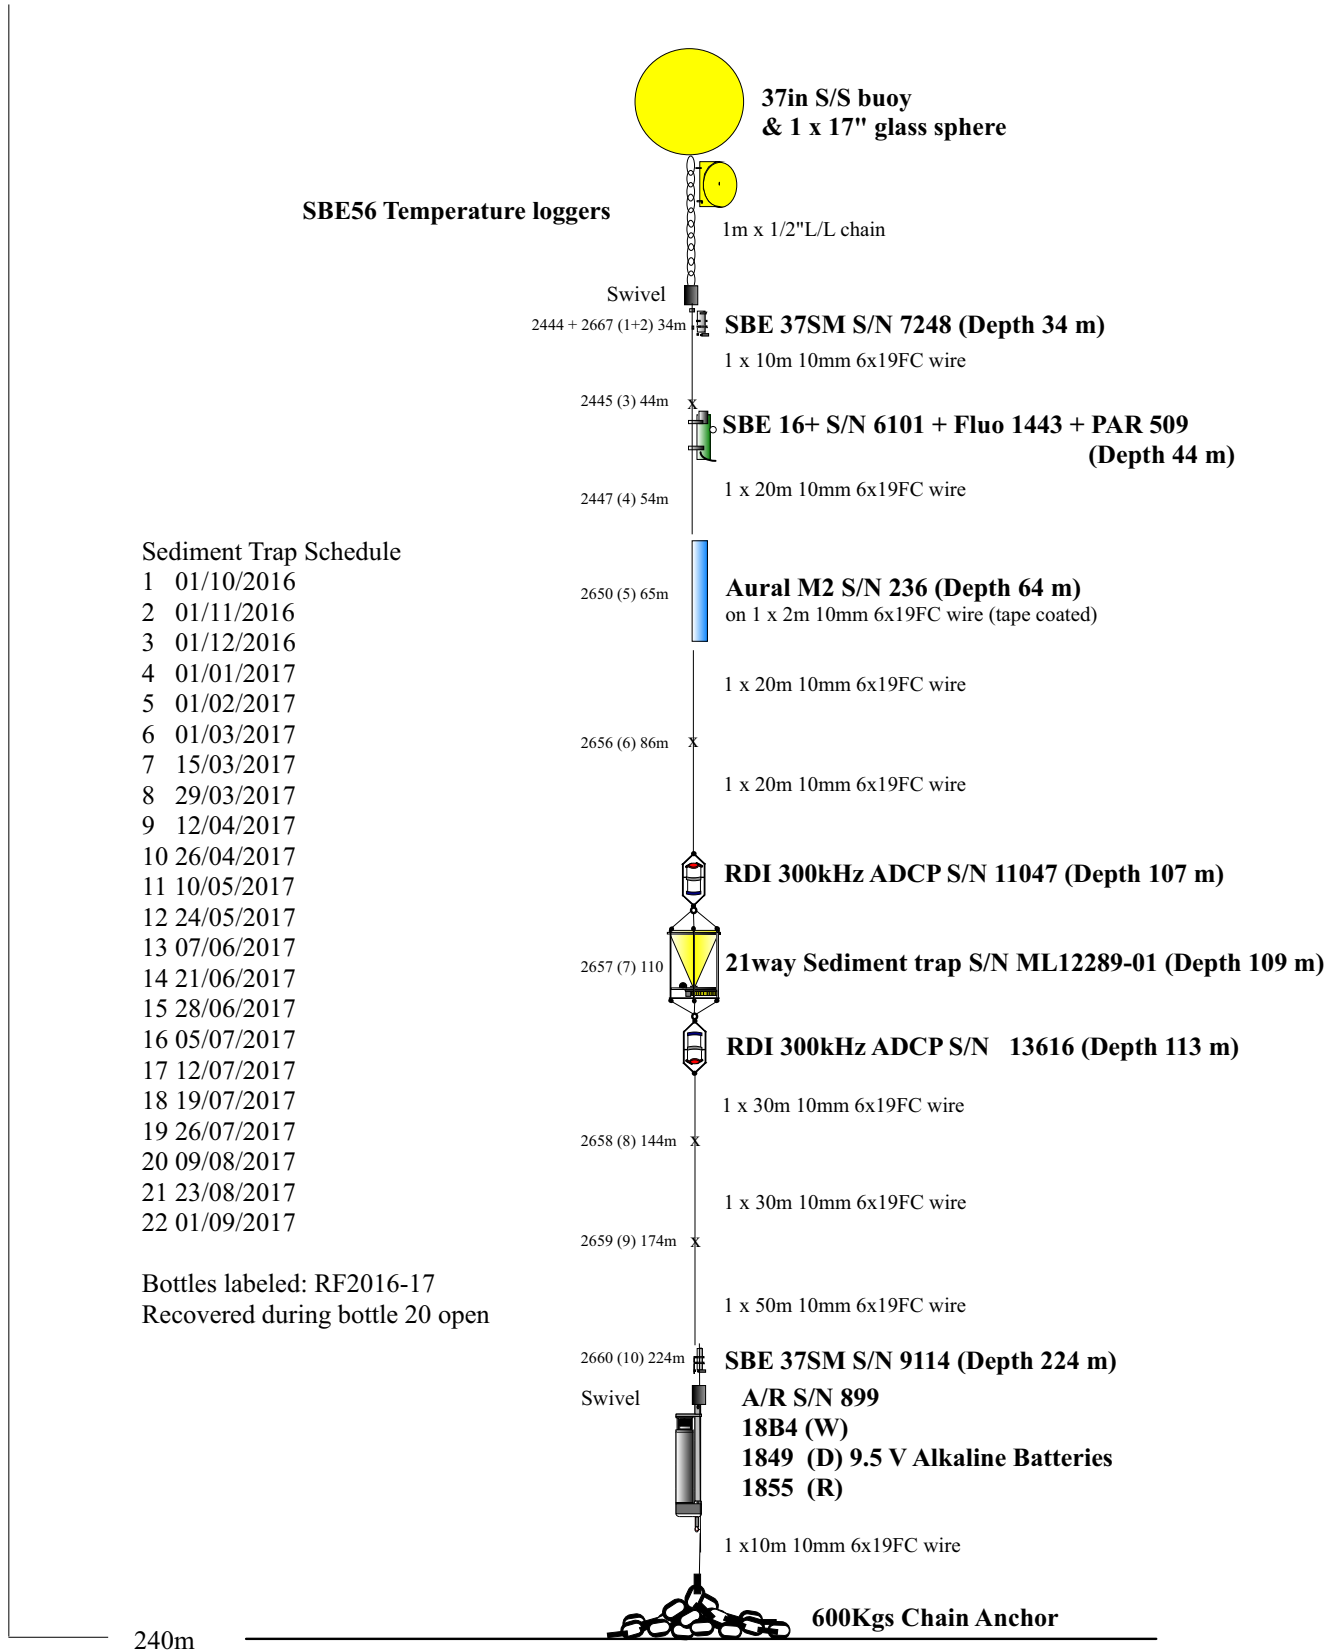 37in S/S buoy
& 1 x 17" glass sphere
SBE56 Temperature loggers
1m x 1/2"L/L chain
Swivel
2444 + 2667 (1+2) 34m
SBE 37SM S/N 7248 (Depth 34 m)
1 x 10m 10mm 6x19FC wire
2445 (3) 44m
x
SBE 16+ S/N 6101 + Fluo 1443 + PAR 509
(Depth 44 m)
2447 (4) 54m
1 x 20m 10mm 6x19FC wire
Sediment Trap Schedule
1 01/10/2016
2 01/11/2016
3 01/12/2016
4 01/01/2017
5 01/02/2017
6 01/03/2017
7 15/03/2017
8 29/03/2017
9 12/04/2017
10 26/04/2017
11 10/05/2017
12 24/05/2017
13 07/06/2017
14 21/06/2017
15 28/06/2017
16 05/07/2017
17 12/07/2017
18 19/07/2017
19 26/07/2017
20 09/08/2017
21 23/08/2017
22 01/09/2017
Bottles labeled: RF2016-17
Recovered during bottle 20 open
2650 (5) 65m
Aural M2 S/N 236 (Depth 64 m)
on 1 x 2m 10mm 6x19FC wire (tape coated)
1 x 20m 10mm 6x19FC wire
2656 (6) 86m
x
1 x 20m 10mm 6x19FC wire
RDI 300kHz ADCP S/N 11047 (Depth 107 m)
2657 (7) 110
21way Sediment trap S/N ML12289-01 (Depth 109 m)
RDI 300kHz ADCP S/N 13616 (Depth 113 m)
1 x 30m 10mm 6x19FC wire
2658 (8) 144m
x
1 x 30m 10mm 6x19FC wire
2659 (9) 174m
x
1 x 50m 10mm 6x19FC wire
2660 (10) 224m
SBE 37SM S/N 9114 (Depth 224 m)
Swivel
A/R S/N 899
18B4 (W)
1849 (D) 9.5 V Alkaline Batteries
1855 (R)
1 x10m 10mm 6x19FC wire
600Kgs Chain Anchor
240m